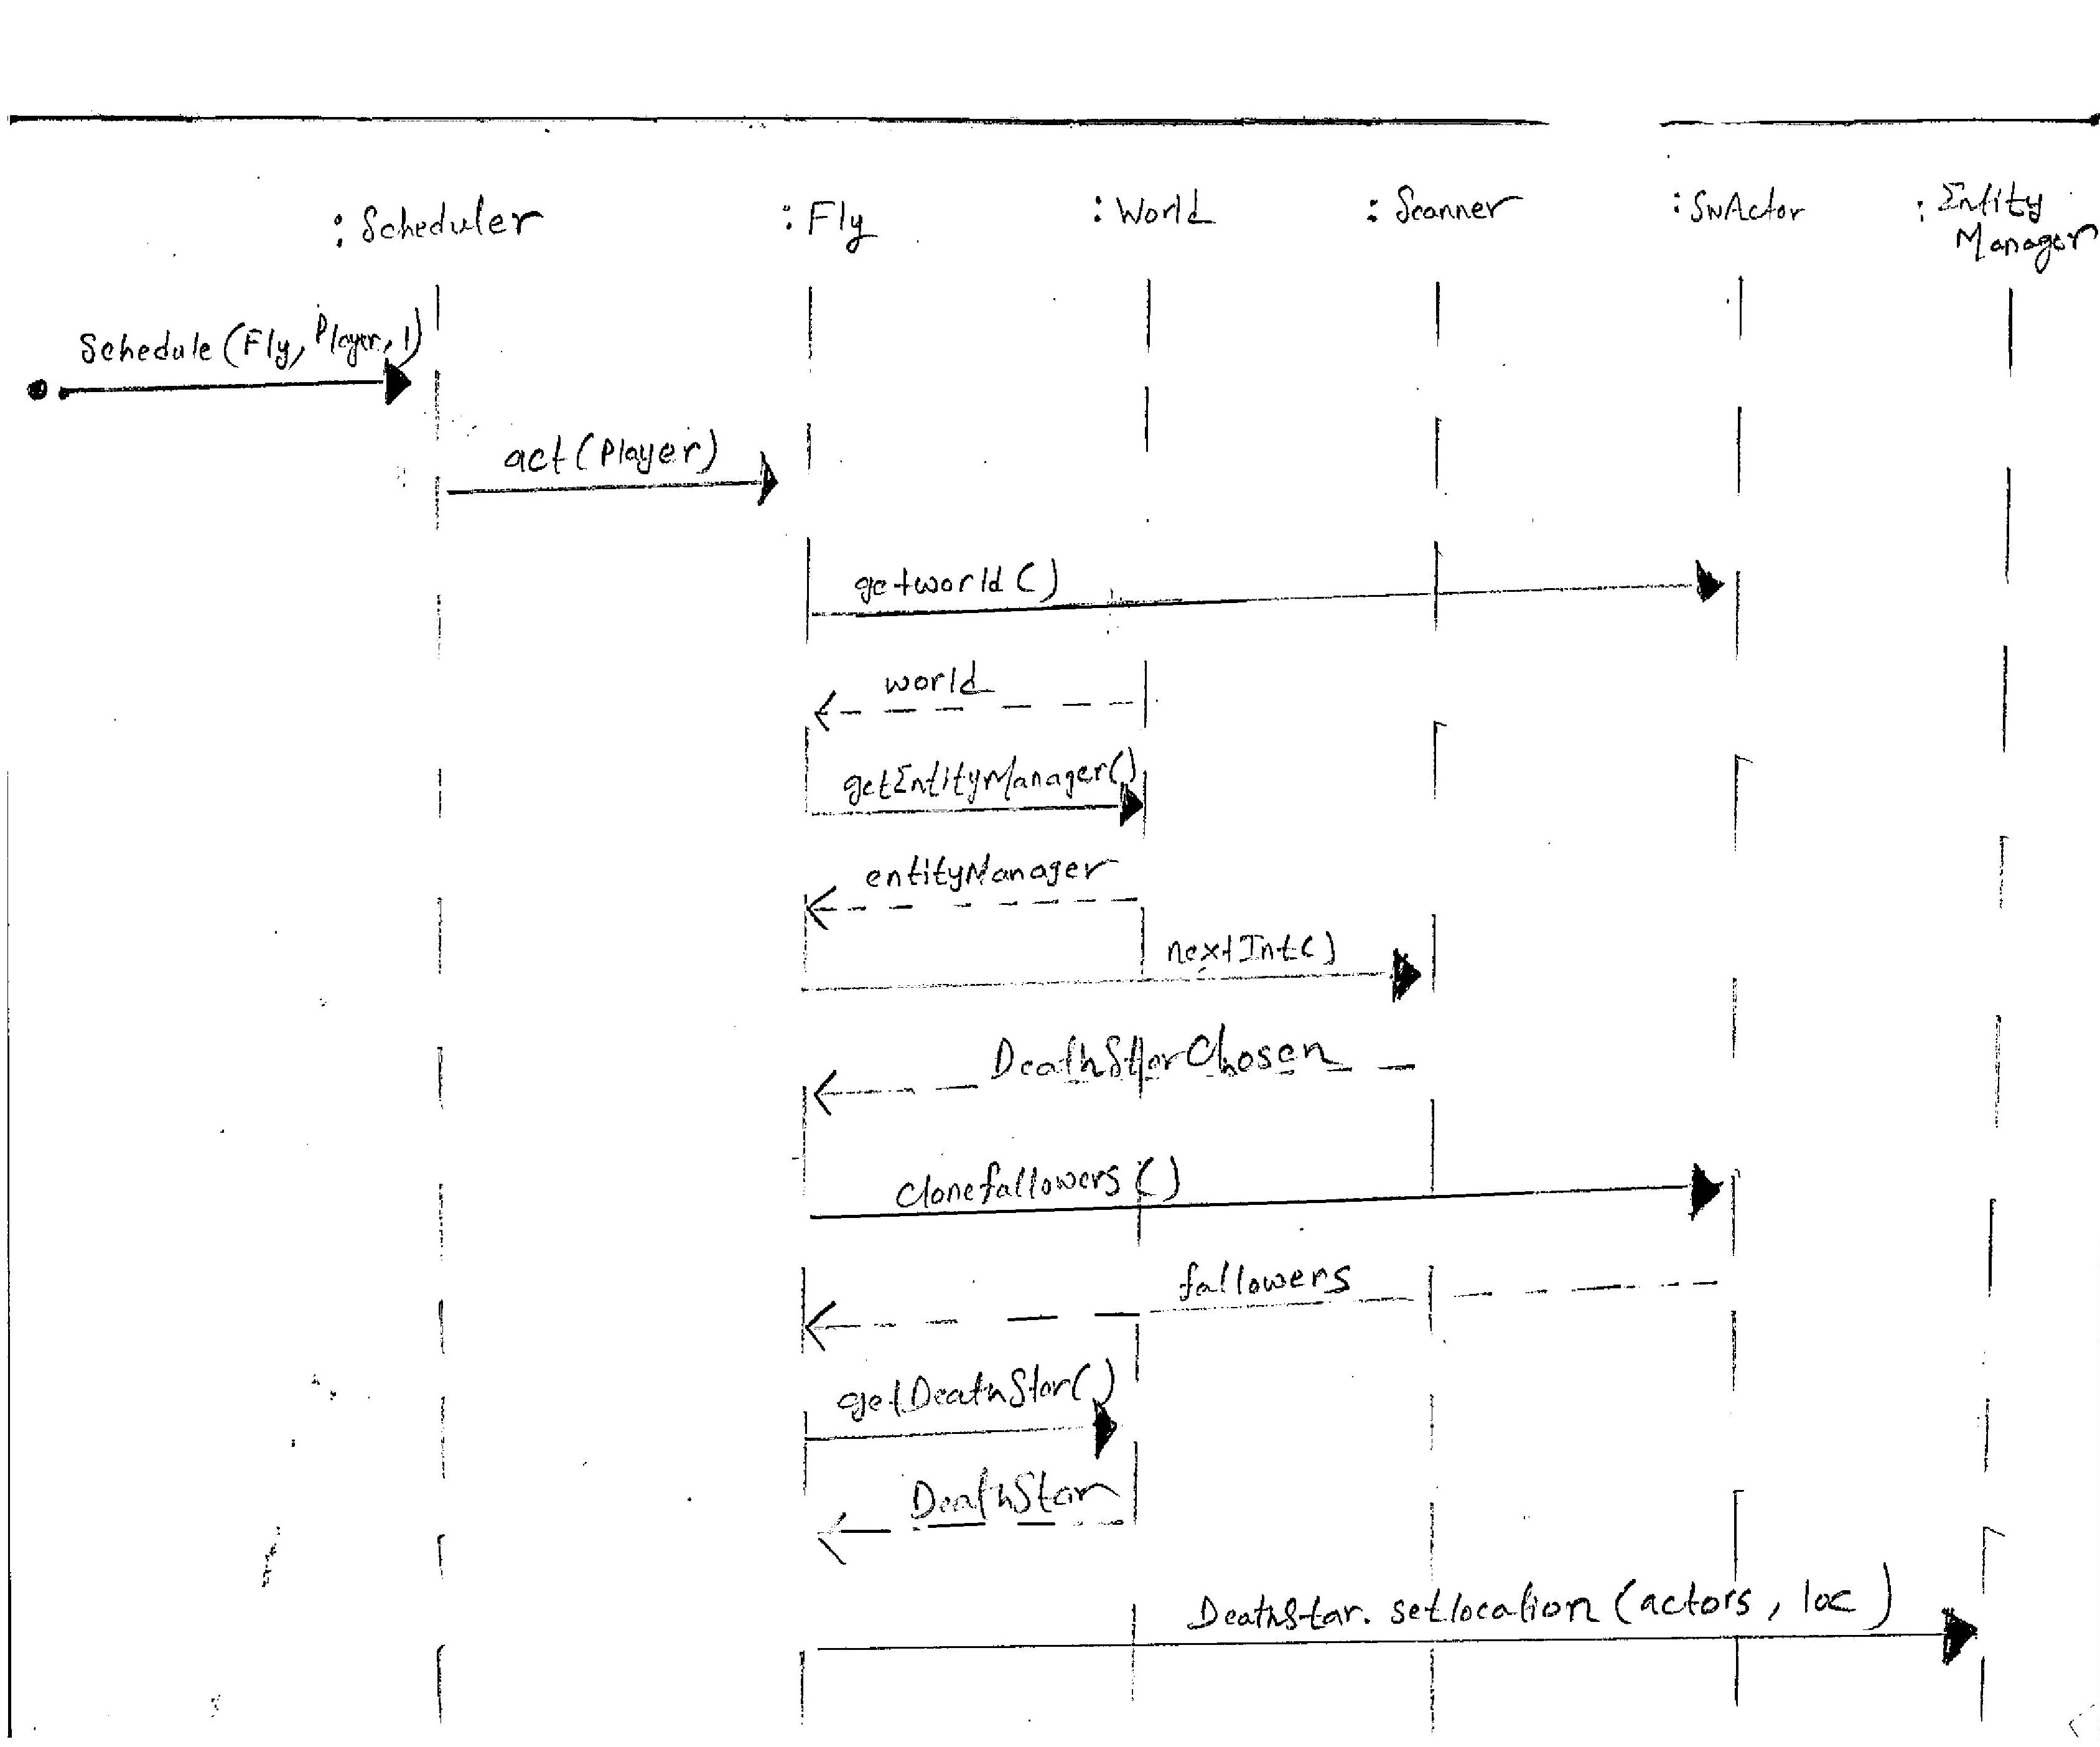 :Scheduler
:Fly
:World
:Scanner
:SWActor
:Entity
Manager
Schedule(Fly, Player, 1)
act(Player)
getworld()
world
getEntityManager()
entityManager
nextInt()
DeathStarChosen
Clonefallowers()
fallowers
getDeathStar()
DeathStar
DeathStar. setlocation (actors, loc)